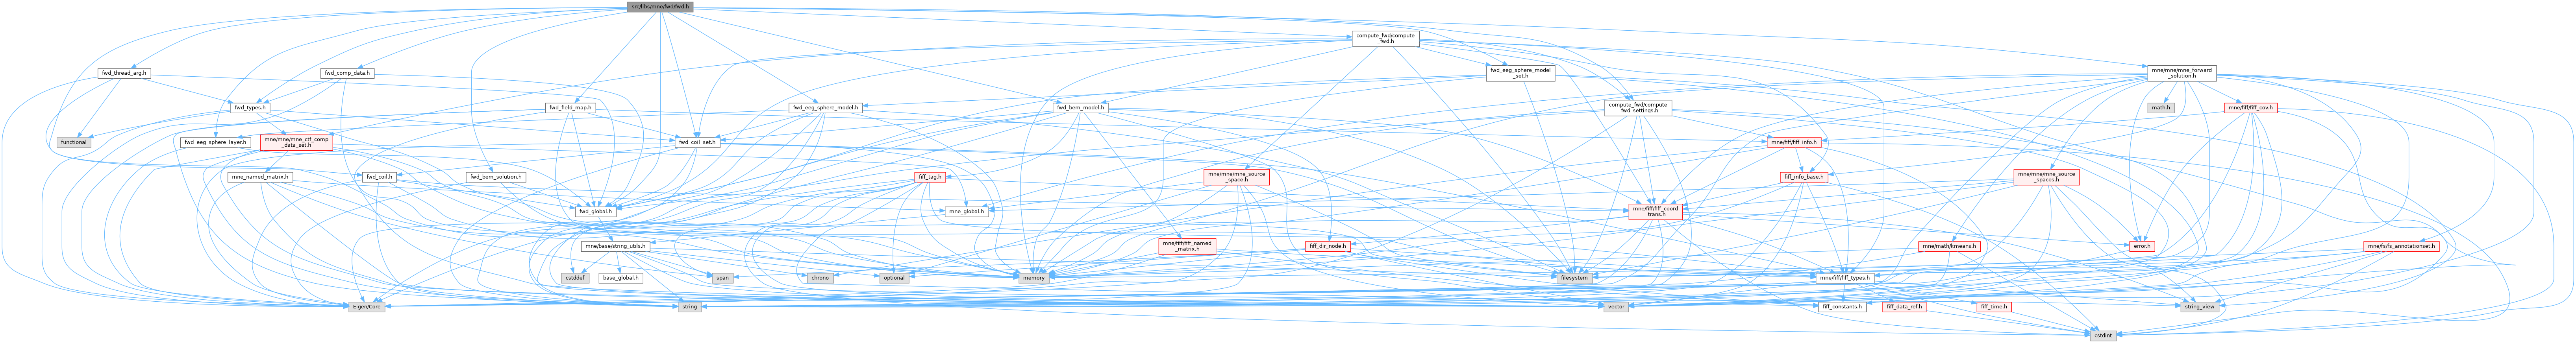 src/libs/mne/fwd/fwd.h
compute_fwd/compute
_fwd.h
fwd_thread_arg.h
fwd_comp_data.h
fwd_eeg_sphere_model
_set.h
mne/mne/mne_forward
_solution.h
fwd_types.h
fwd_field_map.h
fwd_eeg_sphere_model.h
fwd_bem_model.h
compute_fwd/compute
_fwd_settings.h
math.h
mne/fiff/fiff_cov.h
functional
fwd_eeg_sphere_layer.h
mne/mne/mne_ctf_comp
_data_set.h
fwd_coil_set.h
mne/fiff/fiff_info.h
mne_named_matrix.h
fwd_coil.h
fwd_bem_solution.h
fiff_tag.h
mne/mne/mne_source
_space.h
fiff_info_base.h
mne/mne/mne_source
_spaces.h
fwd_global.h
mne_global.h
mne/fiff/fiff_coord
_trans.h
mne/base/string_utils.h
mne/fiff/fiff_named
_matrix.h
fiff_dir_node.h
mne/math/kmeans.h
error.h
mne/fs/fs_annotationset.h
cstddef
base_global.h
span
chrono
optional
memory
filesystem
mne/fiff/fiff_types.h
Eigen/Core
string
vector
fiff_constants.h
fiff_data_ref.h
fiff_time.h
string_view
cstdint